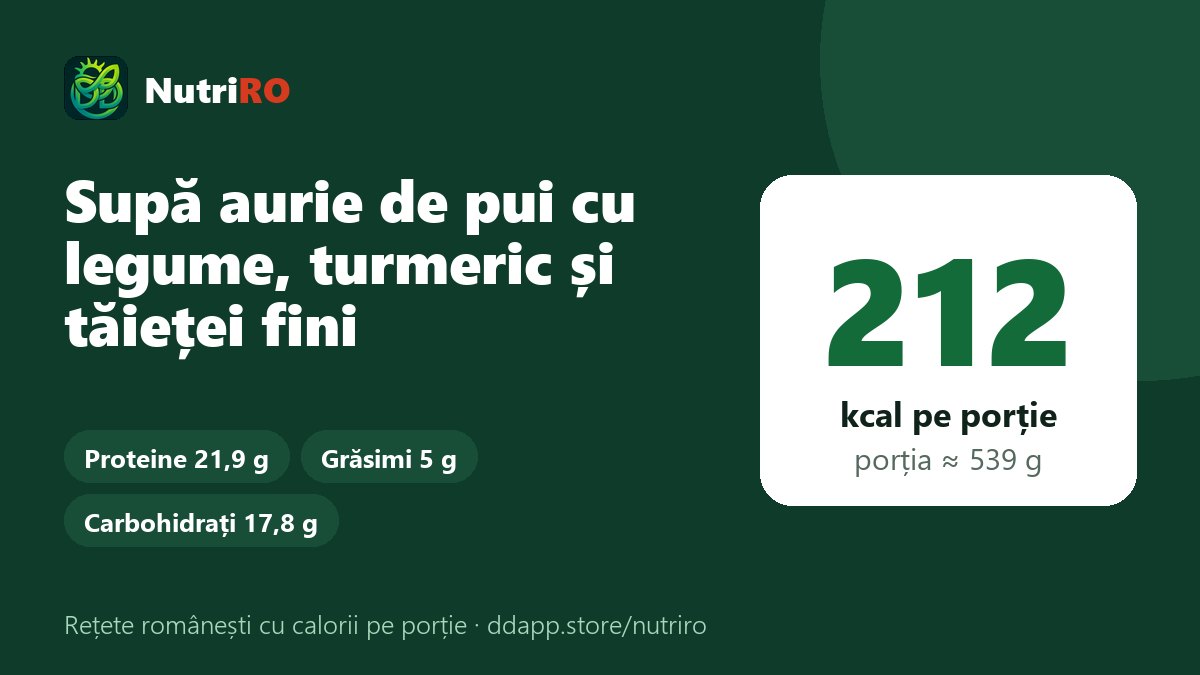 NutriRO
Supă aurie de pui cu
legume, turmeric și
tăieței fini
212
kcal pe porție
porția ≈ 539 g
Proteine 21,9 g
Grăsimi 5 g
Carbohidrați 17,8 g
Rețete românești cu calorii pe porție · ddapp.store/nutriro